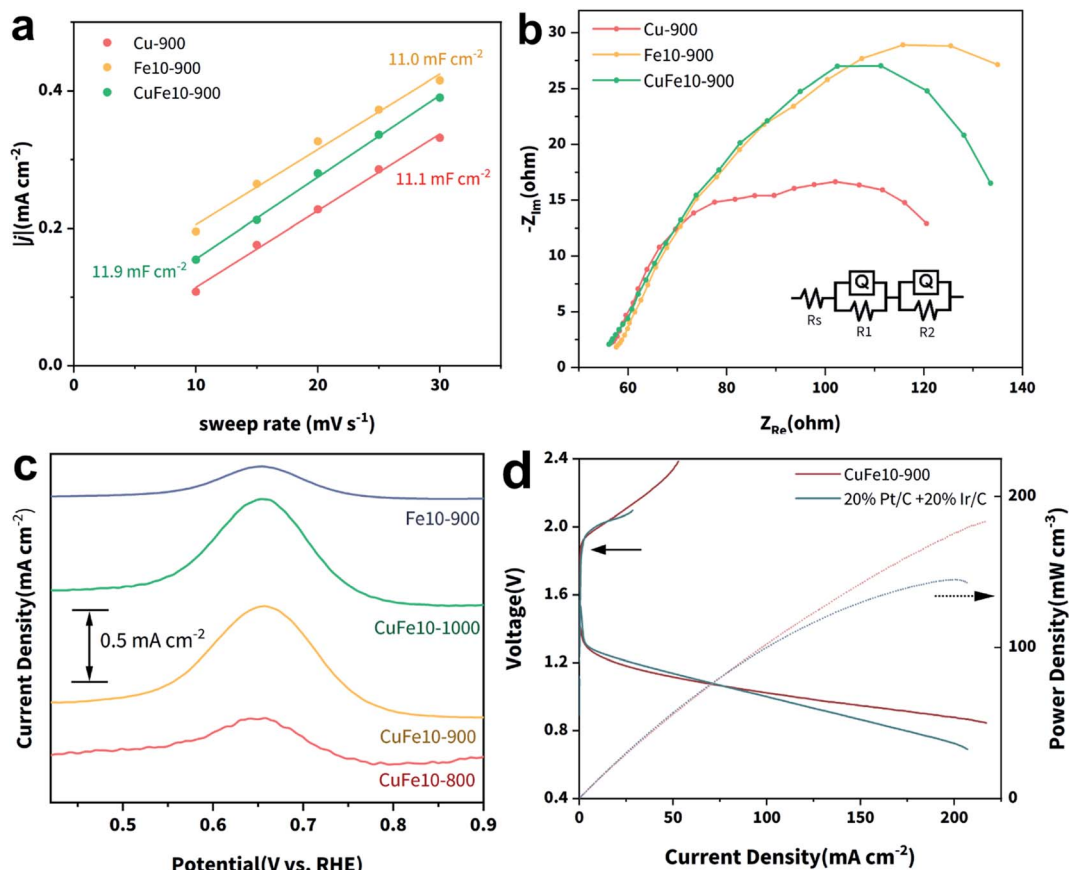 a
Cu-900
Fe10-900
CuFe10-900
11.0 mF cm⁻²
11.1 mF cm⁻²
11.9 mF cm⁻²
|j|(mA cm⁻²)
0.4
0.2
0.0
0
10
20
30
sweep rate (mV s⁻¹)
b
Cu-900
Fe10-900
CuFe10-900
-Z_Im(ohm)
30
25
20
15
10
5
0
Q
Q
Rs
R1
R2
60
80
100
120
140
Z_Re(ohm)
c
Fe10-900
CuFe10-1000
0.5 mA cm⁻²
CuFe10-900
CuFe10-800
Current Density(mA cm⁻²)
0.5
0.6
0.7
0.8
0.9
Potential(V vs. RHE)
d
CuFe10-900
20% Pt/C +20% Ir/C
Voltage(V)
2.4
2.0
1.6
1.2
0.8
0.4
200
100
0
Power Density(mW cm⁻³)
0
50
100
150
200
Current Density(mA cm⁻²)